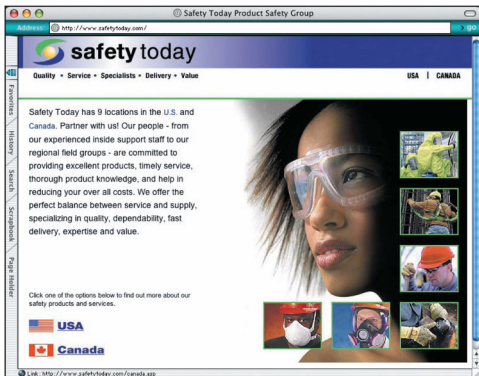 Safety Today Product Safety Group
Address: http://www.safetytoday.com/ go
safety today
Quality • Service • Specialists • Delivery • Value USA | CANADA
Favorites
History
Search
Scrapbook
Page Holder
Safety Today has 9 locations in the U.S. and
Canada. Partner with us! Our people - from
our experienced inside support staff to our
regional field groups - are committed to
providing excellent products, timely service,
thorough product knowledge, and help in
reducing your over all costs. We offer the
perfect balance between service and supply,
specializing in quality, dependability, fast
delivery, expertise and value.
Click one of the options below to find out more about our
safety products and services.
USA
Canada
Link: http://www.safetytoday.com/canada.asp